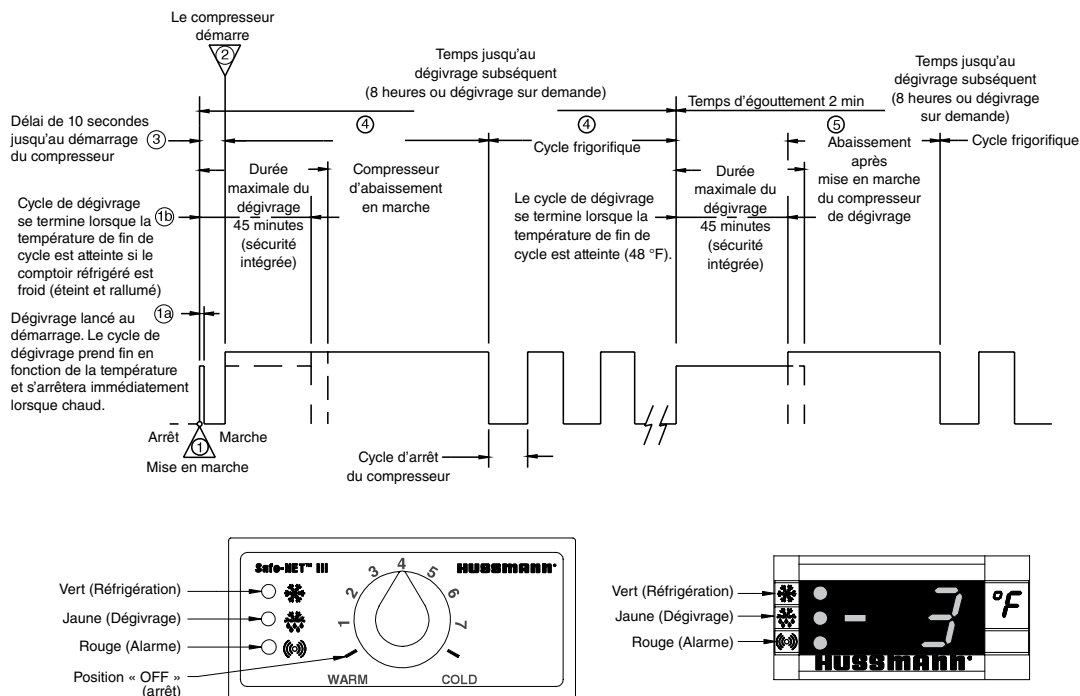 Le compresseur
démarre
2
Temps jusqu'au
dégivrage subséquent
(8 heures ou dégivrage sur demande)
Temps jusqu'au
dégivrage subséquent
(8 heures ou dégivrage
sur demande)
Temps d'égouttement 2 min
Délai de 10 secondes
jusqu'au démarrage
du compresseur
3
4
4
5
Cycle frigorifique
Abaissement
après
mise en marche
du compresseur
de dégivrage
Cycle frigorifique
Durée
maximale du
dégivrage
45 minutes
(sécurité
intégrée)
Compresseur
d'abaissement
en marche
Le cycle de dégivrage
se termine lorsque la
température de fin de
cycle est atteinte (48 °F).
Durée
maximale du
dégivrage
45 minutes
(sécurité
intégrée)
Cycle de dégivrage
se termine lorsque la
température de fin de
cycle est atteinte si le
comptoir réfrigéré est
froid (éteint et rallumé)
1b
1a
Dégivrage lancé au
démarrage. Le cycle de
dégivrage prend fin en
fonction de la température
et s'arrêtera immédiatement
lorsque chaud.
Arrêt
Marche
1
Mise en marche
Cycle d'arrêt
du compresseur
Safe-NET™ III
HUSSMANN
1 2 3 4 5 6 7
Vert (Réfrigération)
Jaune (Dégivrage)
Rouge (Alarme)
Position « OFF »
(arrêt)
WARM
COLD
Vert (Réfrigération)
Jaune (Dégivrage)
Rouge (Alarme)
- 3
°F
HUSSMANN